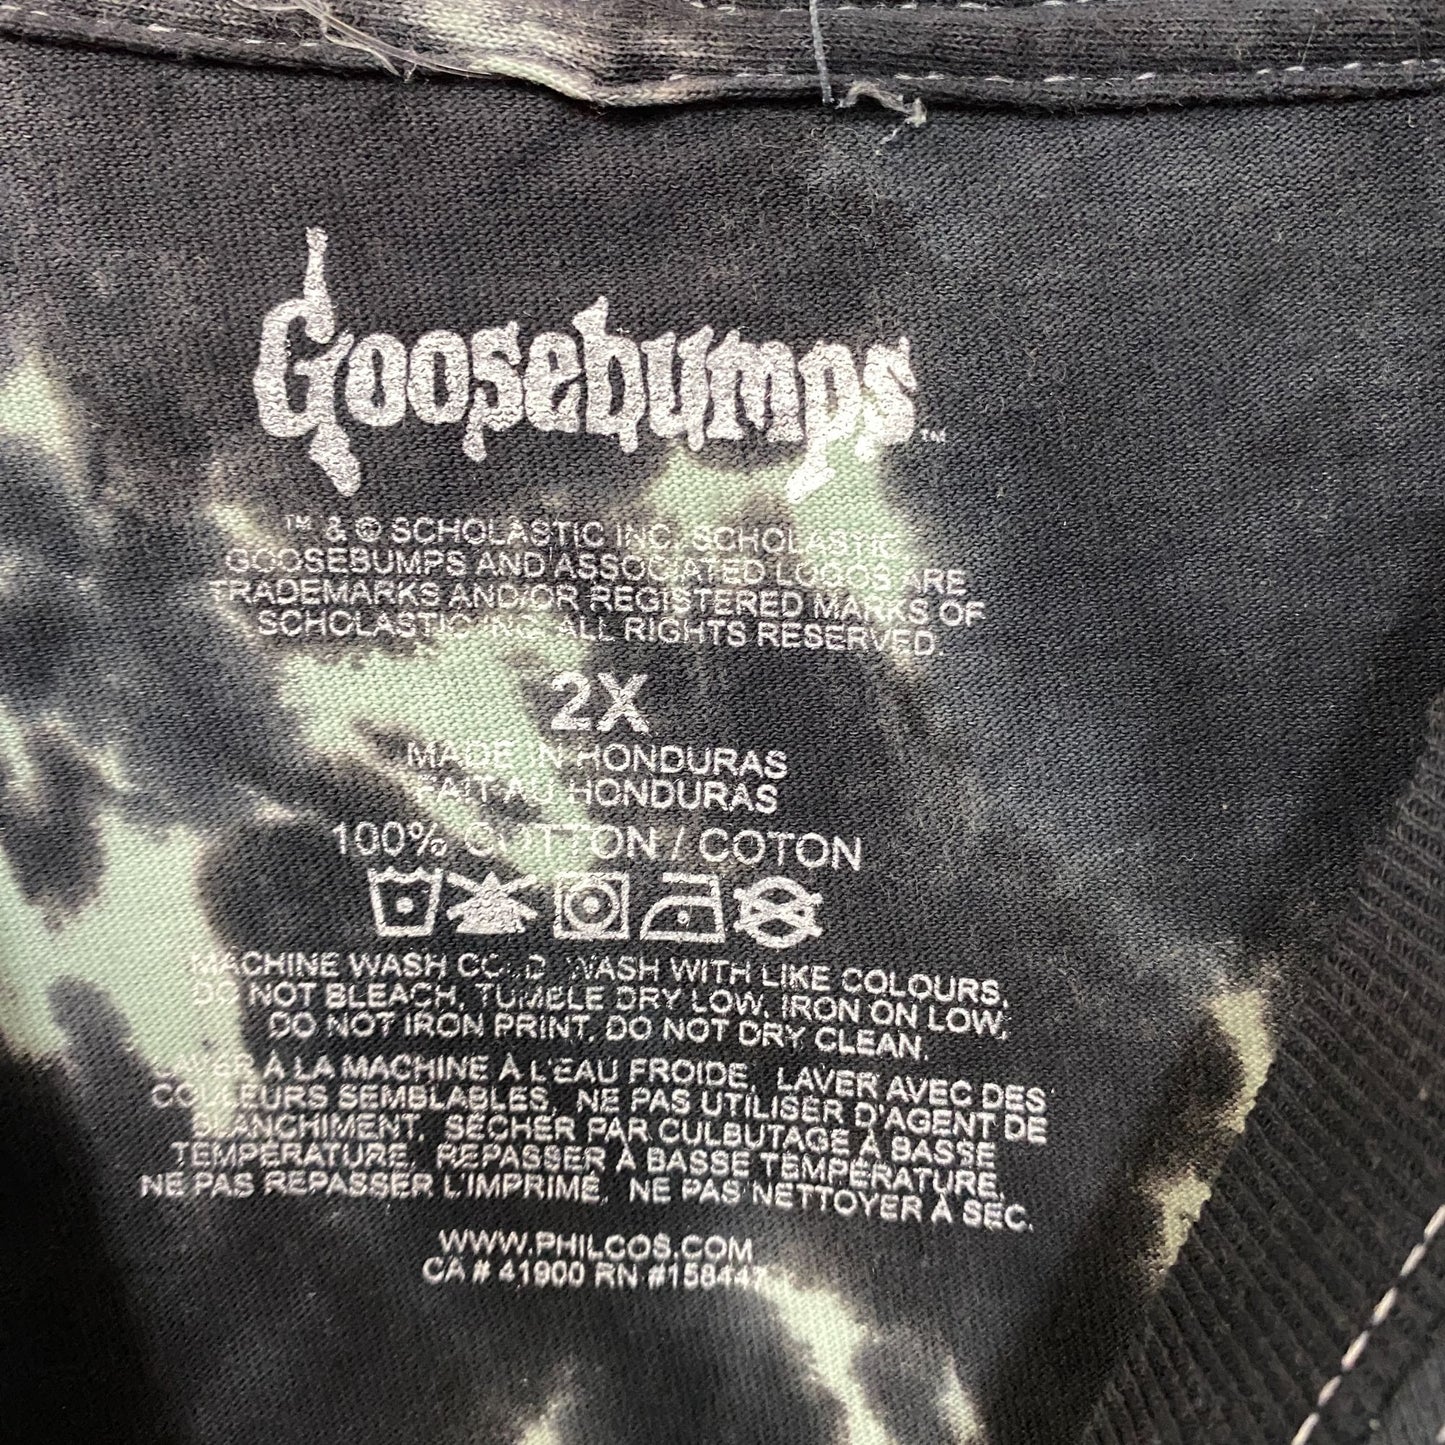 Goosebumps™
™ & © SCHOLASTIC INC. SCHOLASTIC
GOOSEBUMPS AND ASSOCIATED LOGOS ARE
TRADEMARKS AND/OR REGISTERED MARKS OF
SCHOLASTIC INC. ALL RIGHTS RESERVED.
2X
MADE IN HONDURAS
FAIT AU HONDURAS
100% COTTON / COTON
MACHINE WASH COLD. WASH WITH LIKE COLOURS.
DO NOT BLEACH. TUMBLE DRY LOW. IRON ON LOW.
DO NOT IRON PRINT. DO NOT DRY CLEAN.
LAVER À LA MACHINE À L'EAU FROIDE. LAVER AVEC DES
COULEURS SEMBLABLES. NE PAS UTILISER D'AGENT DE
BLANCHIMENT. SÉCHER PAR CULBUTAGE À BASSE
TEMPÉRATURE. REPASSER À BASSE TEMPÉRATURE.
NE PAS REPASSER L'IMPRIMÉ. NE PAS NETTOYER À SEC.
WWW.PHILCOS.COM
CA # 41900 RN #158447